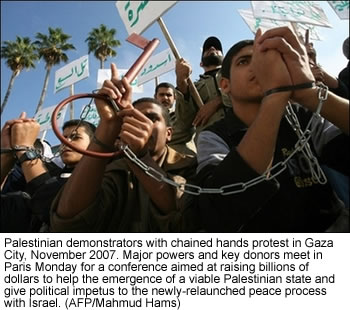 Palestinian demonstrators with chained hands protest in Gaza
City, November 2007. Major powers and key donors meet in
Paris Monday for a conference aimed at raising billions of
dollars to help the emergence of a viable Palestinian state and
give political impetus to the newly-relaunched peace process
with Israel. (AFP/Mahmud Hams)